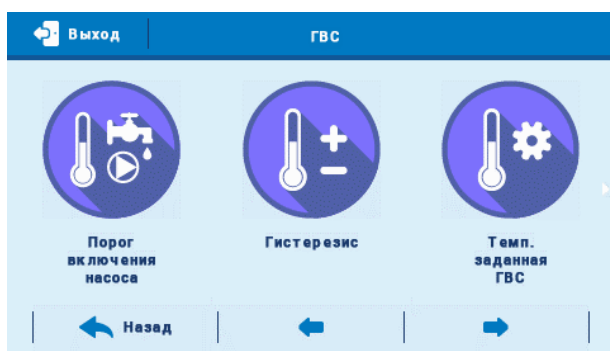 Выход
ГВС
Порог
включения
насоса
Гистерезис
Темп.
заданная
ГВС
Назад